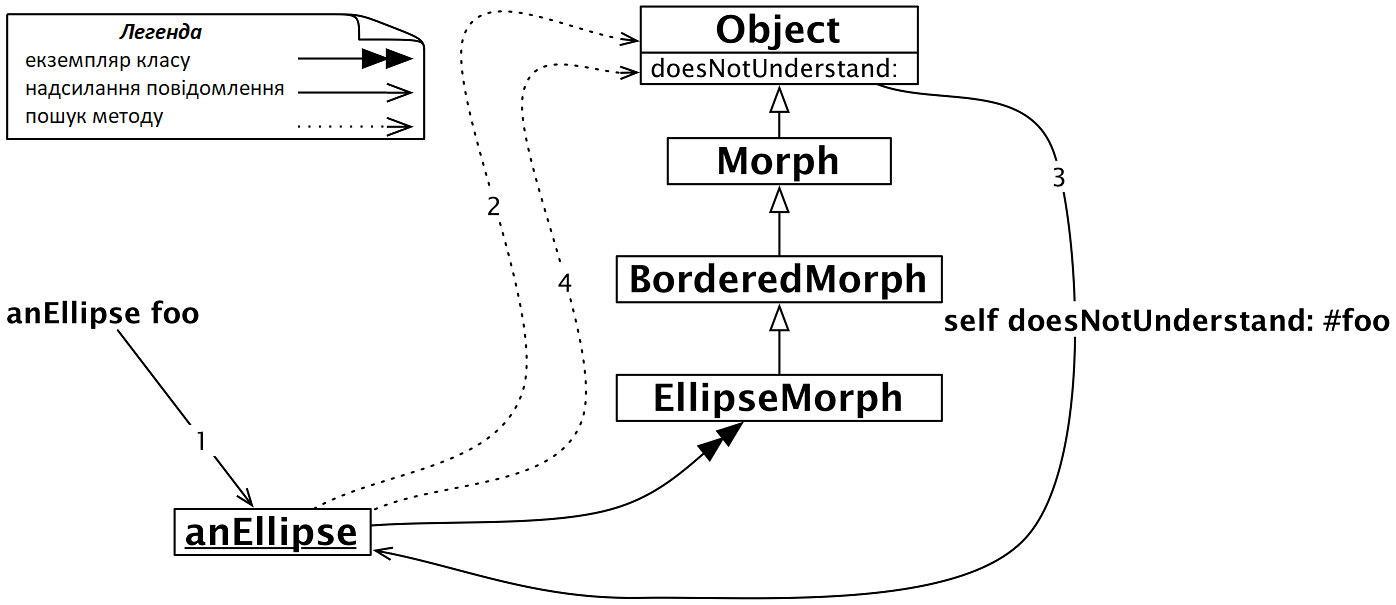 Легенда
екземпляр класу
надсилання повідомлення
пошук методу
Object
doesNotUnderstand:
Morph
3
2
BorderedMorph
4
anEllipse foo
self doesNotUnderstand: #foo
EllipseMorph
1
anEllipse